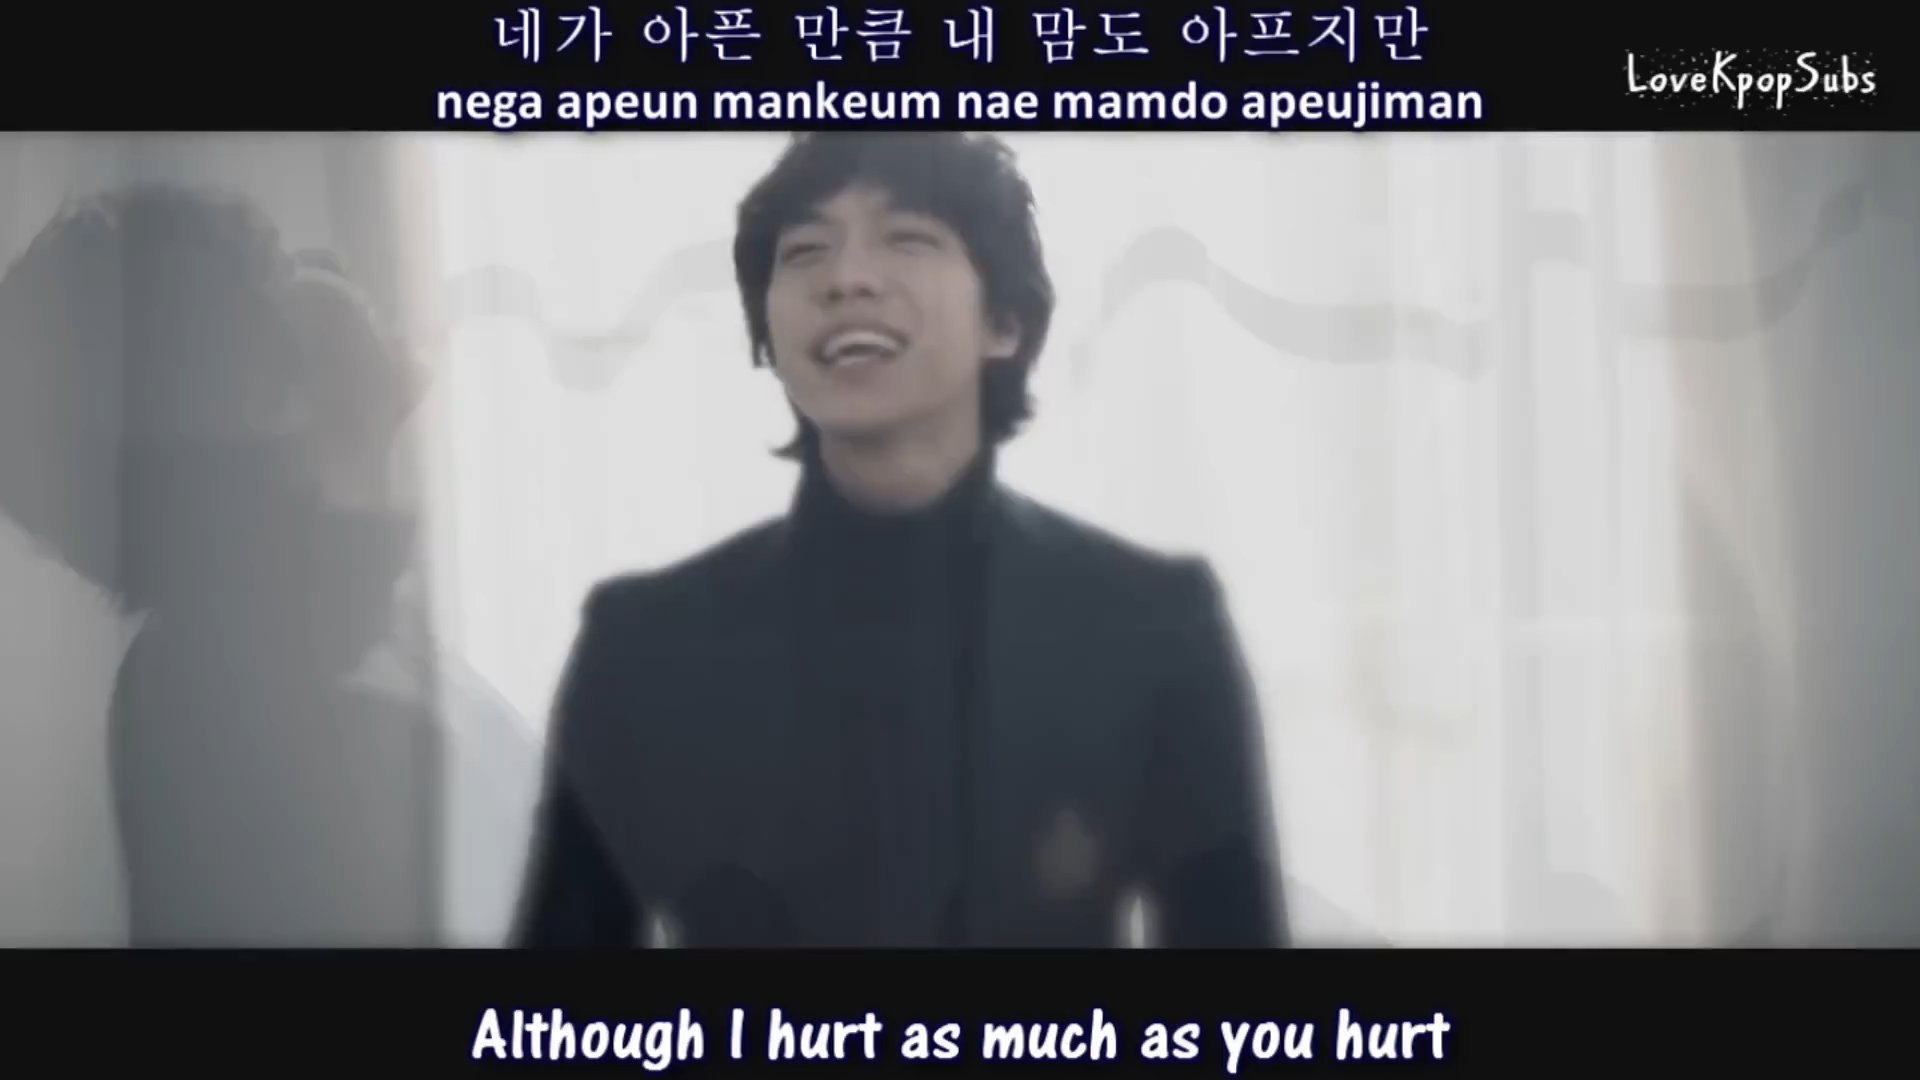 네가 아픈 만큼 내 맘도 아프지만
nega apeun mankeum nae mamdo apeujiman
LoveKpopSubs
Although I hurt as much as you hurt